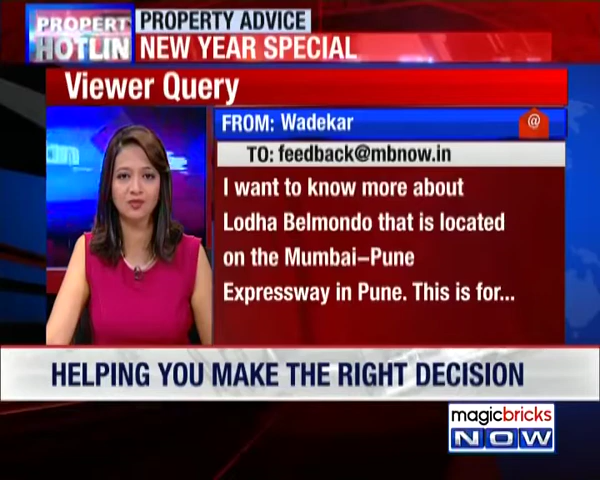 PROPERT
HOTLIN
PROPERTY ADVICE
NEW YEAR SPECIAL
Viewer Query
FROM: Wadekar
@
TO: feedback@mbnow.in
I want to know more about
Lodha Belmondo that is located
on the Mumbai–Pune
Expressway in Pune. This is for...
HELPING YOU MAKE THE RIGHT DECISION
magicbricks
NOW